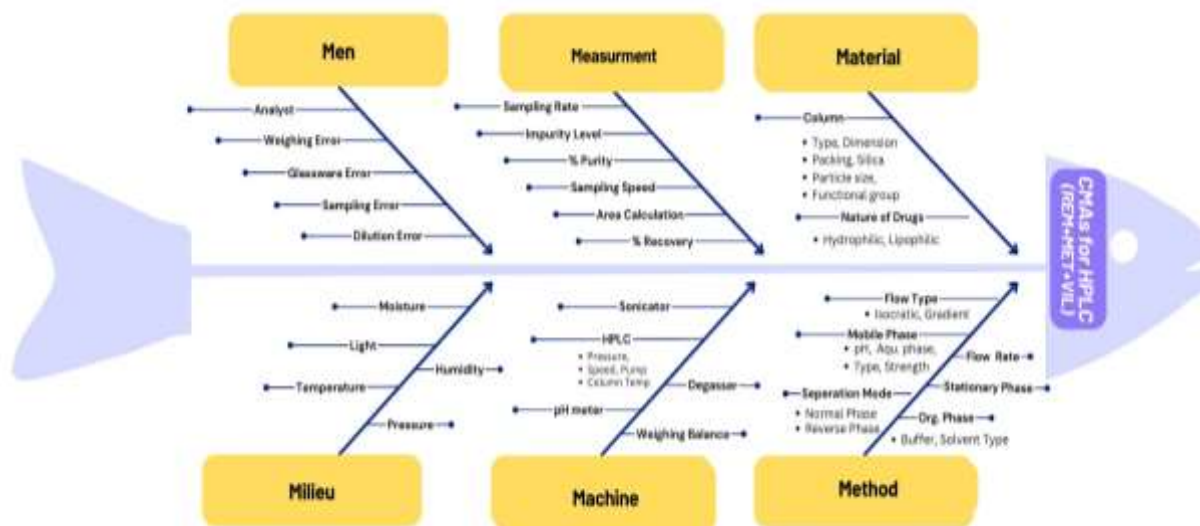 Men
Measurment
Material
Analyst
Weighing Error
Glassware Error
Sampling Error
Dilution Error
Sampling Rate
Impurity Level
% Purity
Sampling Speed
Area Calculation
% Recovery
Column
• Type, Dimension
• Packing, Silica
• Particle size,
• Functional group
Nature of Drugs
• Hydrophilic, Lipophilic
CMAs for HPLC
(REM+MET+VIL)
Moisture
Light
Humidity
Temperature
Pressure
Sonicator
HPLC
• Pressure,
• Speed, Pump
• Column Temp
Degasser
pH meter
Weighing Balance
Flow Type
• Isocratic, Gradient
Mobile Phase
• pH, Aqu. phase,
• Type, Strength
Flow Rate
Stationary Phase
Seperation Mode
• Normal Phase
• Reverse Phase
Org. Phase
• Buffer, Solvent Type
Milieu
Machine
Method